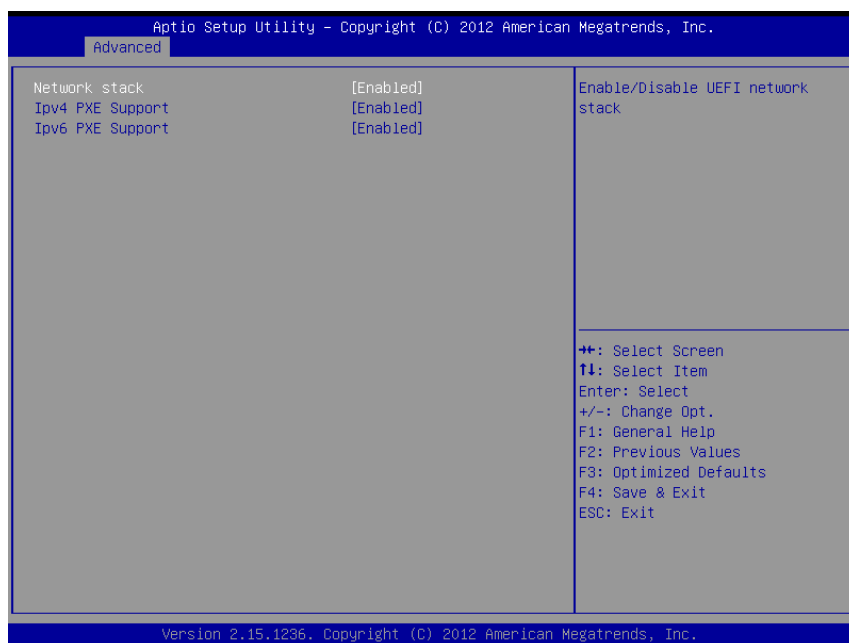 Aptio Setup Utility – Copyright (C) 2012 American Megatrends, Inc.
Advanced
Network stack [Enabled]
Ipv4 PXE Support [Enabled]
Ipv6 PXE Support [Enabled]
Enable/Disable UEFI network
stack
→←: Select Screen
↑↓: Select Item
Enter: Select
+/-: Change Opt.
F1: General Help
F2: Previous Values
F3: Optimized Defaults
F4: Save & Exit
ESC: Exit
Version 2.15.1236. Copyright (C) 2012 American Megatrends, Inc.